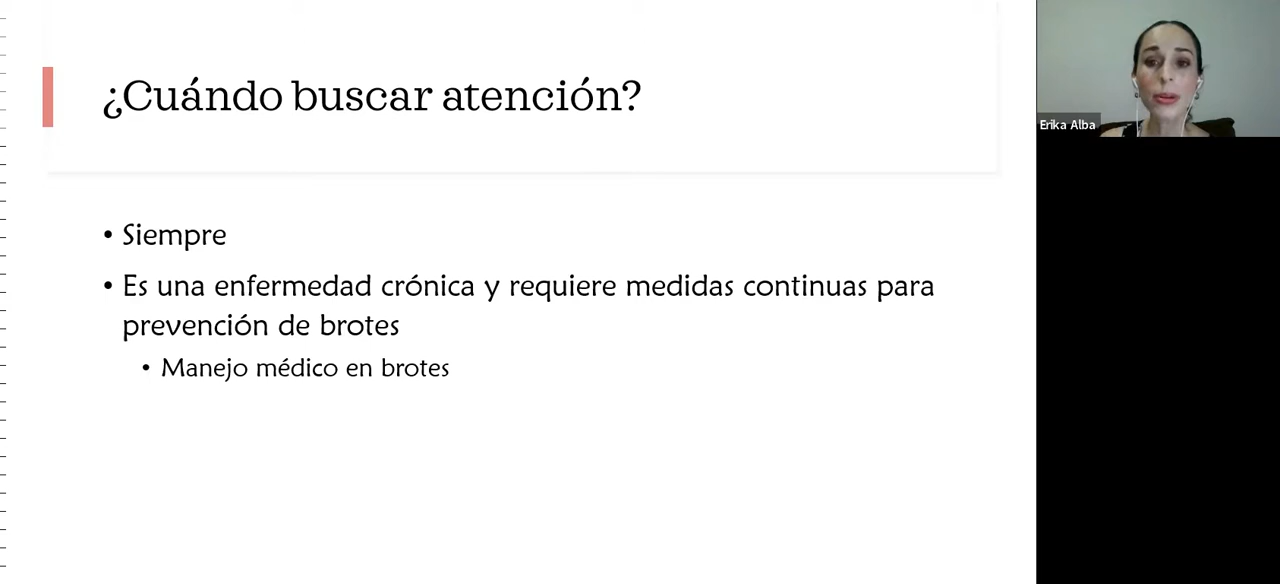 ¿Cuándo buscar atención?
Erika Alba
• Siempre
• Es una enfermedad crónica y requiere medidas continuas para
prevención de brotes
• Manejo médico en brotes